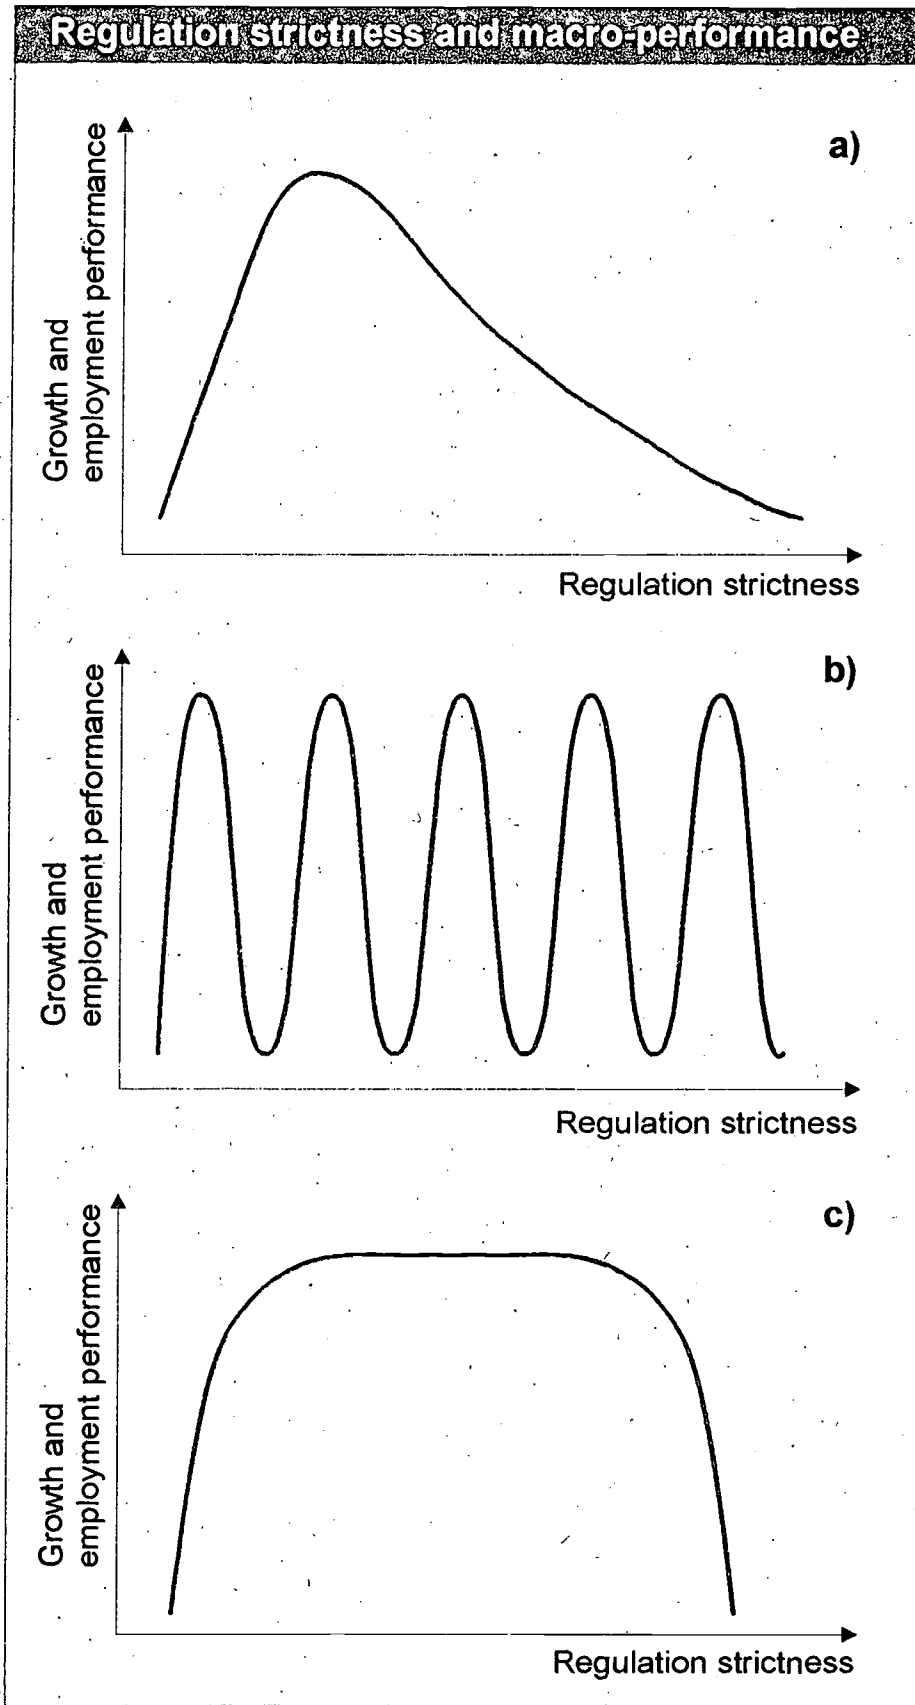 Regulation strictness and macro-performance
a)
Growth and
employment performance
Regulation strictness
b)
Growth and
employment performance
Regulation strictness
c)
Growth and
employment performance
Regulation strictness